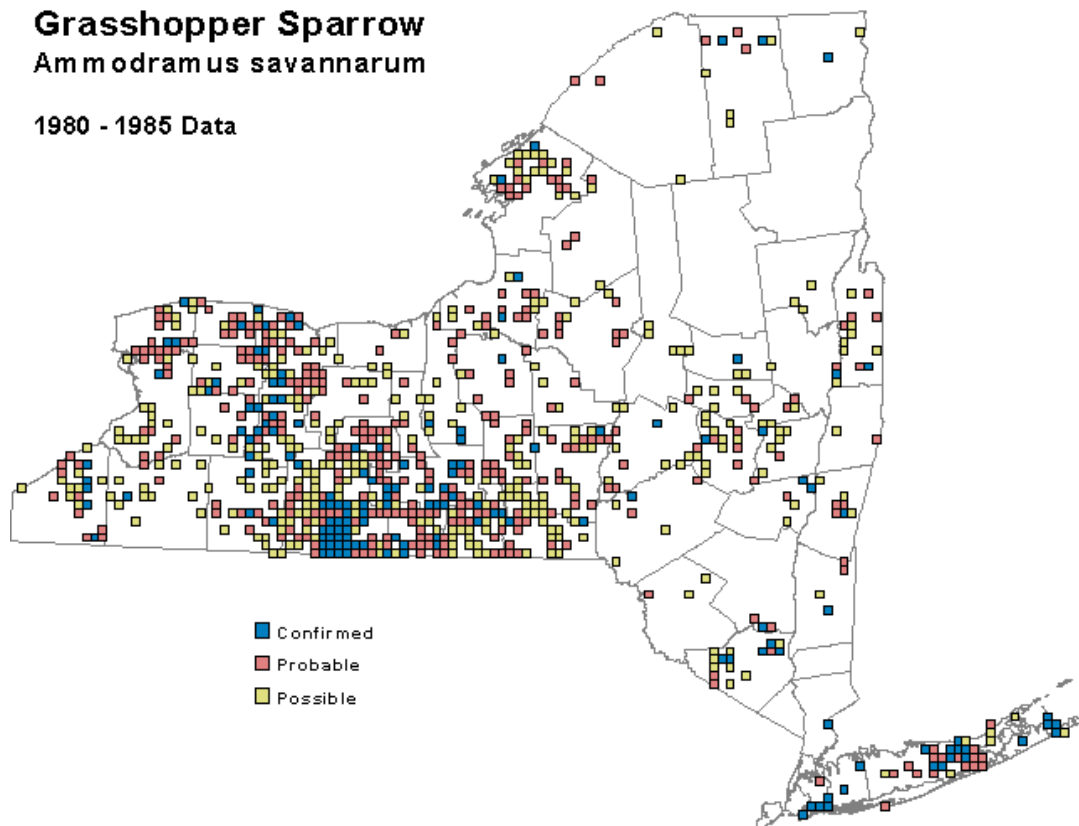 Grasshopper Sparrow
Ammodramus savannarum
1980 - 1985 Data
Confirmed
Probable
Possible